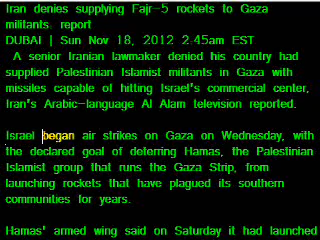 Iran denies supplying Fajr-5 rockets to Gaza
militants: report
DUBAI | Sun Nov 18, 2012 2:45am EST
A senior Iranian lawmaker denied his country had
supplied Palestinian Islamist militants in Gaza with
missiles capable of hitting Israel's commercial center,
Iran's Arabic-language Al Alam television reported.
Israel began air strikes on Gaza on Wednesday, with
the declared goal of deterring Hamas, the Palestinian
Islamist group that runs the Gaza Strip, from
launching rockets that have plagued its southern
communities for years.
Hamas' armed wing said on Saturday it had launched